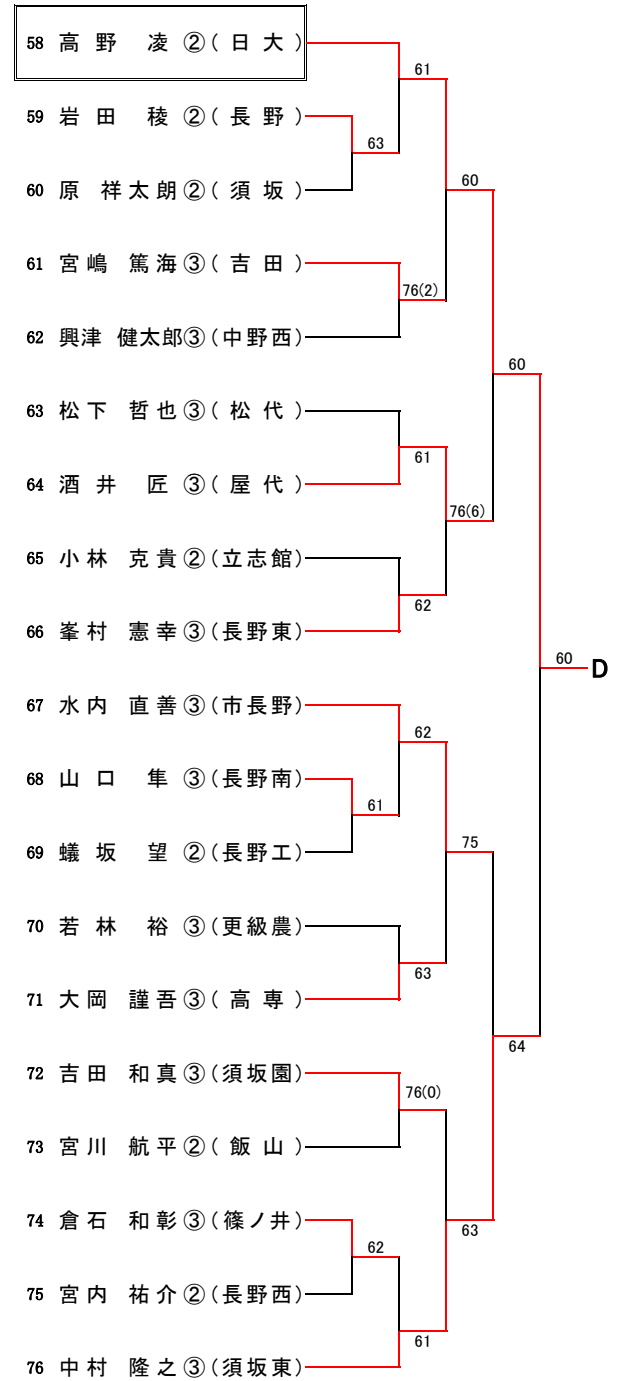 58 高野 凌②(日大)
61
59 岩田 稜②(長野)
63
60 原 祥太朗②(須坂)
60
61 宮嶋 篤海③(吉田)
76(2)
62 興津 健太郎③(中野西)
60
63 松下 哲也③(松代)
61
64 酒井 匠③(屋代)
76(6)
65 小林 克貴②(立志館)
62
66 峯村 憲幸③(長野東)
60 D
67 水内 直善③(市長野)
62
68 山口 隼③(長野南)
61
69 蟻坂 望②(長野工)
75
70 若林 裕③(更級農)
63
71 大岡 謹吾③(高専)
64
72 吉田 和真③(須坂園)
76(0)
73 宮川 航平②(飯山)
74 倉石 和彰③(篠ノ井)
63
62
75 宮内 祐介②(長野西)
61
76 中村 隆之③(須坂東)